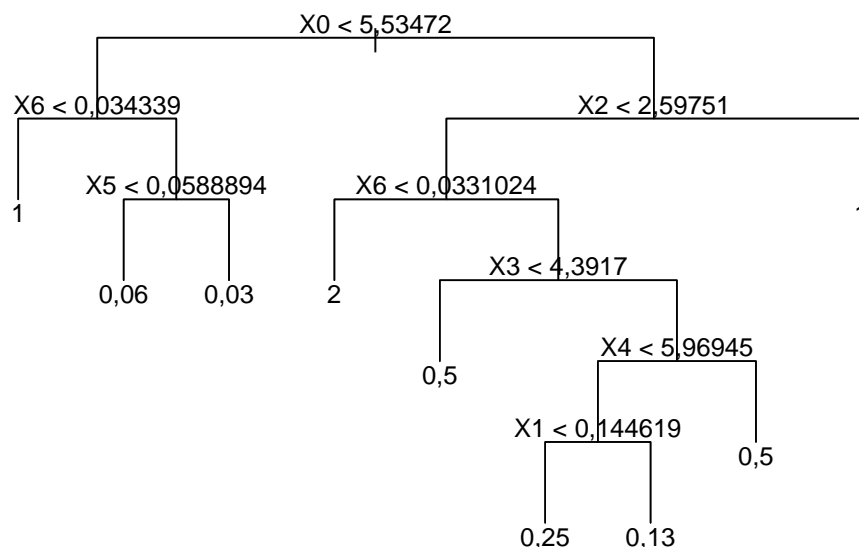 X0 < 5,53472
X6 < 0,034339
X2 < 2,59751
X5 < 0,0588894
X6 < 0,0331024
1
1
0,06
0,03
2
X3 < 4,3917
0,5
X4 < 5,96945
X1 < 0,144619
0,5
0,25
0,13